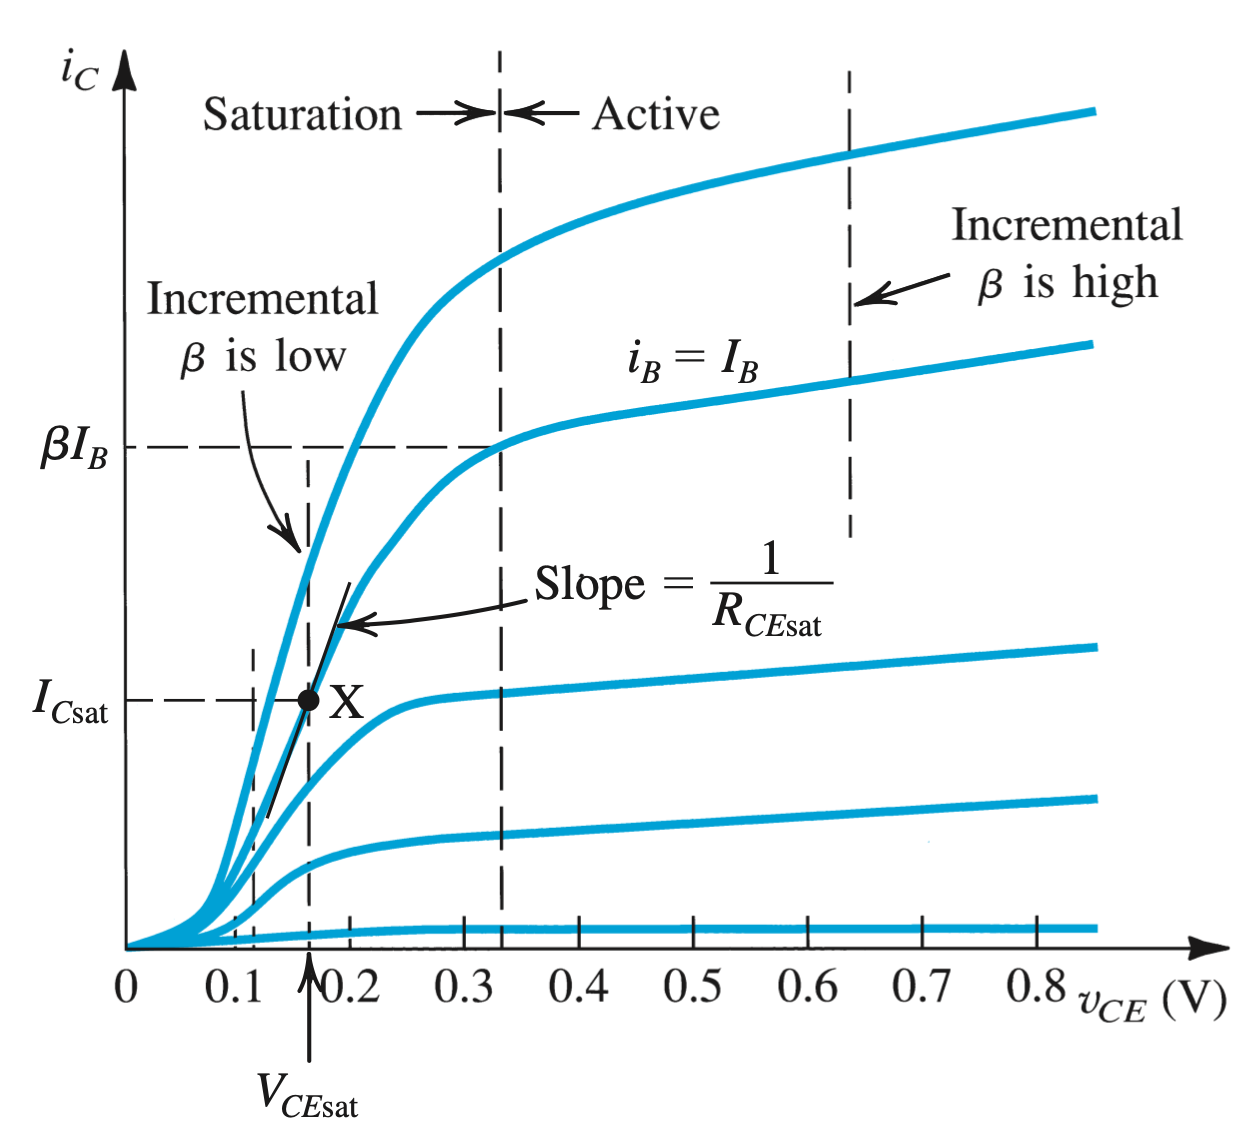 i_C
Saturation Active
Incremental
β is high
Incremental
β is low
i_B = I_B
βI_B
Slope = 1/R_CEsat
I_Csat
X
0 0.1 0.2 0.3 0.4 0.5 0.6 0.7 0.8 v_CE (V)
V_CEsat